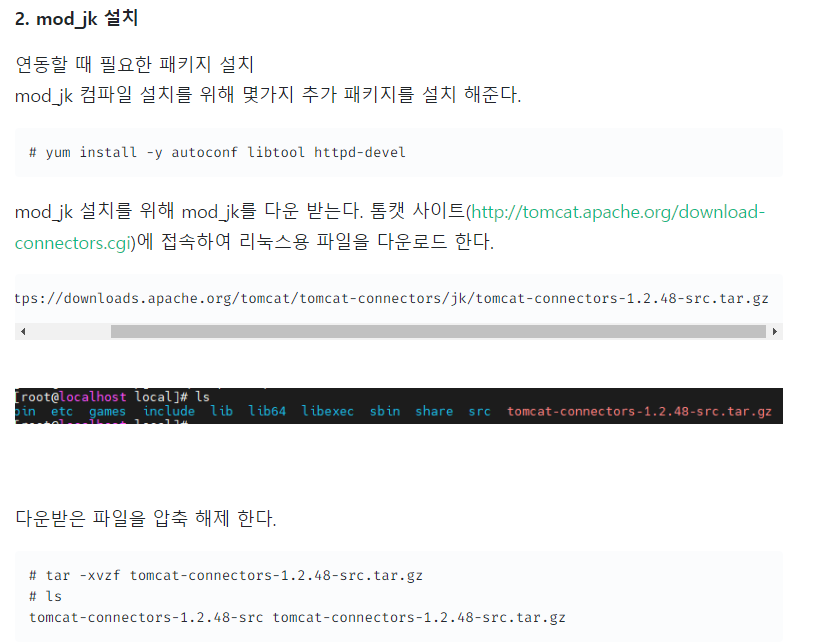 2. mod_jk 설치
연동할 때 필요한 패키지 설치
mod_jk 컴파일 설치를 위해 몇가지 추가 패키지를 설치 해준다.
# yum install -y autoconf libtool httpd-devel
mod_jk 설치를 위해 mod_jk를 다운 받는다. 톰캣 사이트(http://tomcat.apache.org/download-
connectors.cgi)에 접속하여 리눅스용 파일을 다운로드 한다.
tps://downloads.apache.org/tomcat/tomcat-connectors/jk/tomcat-connectors-1.2.48-src.tar.gz
[root@localhost local]# ls
bin etc games include lib lib64 libexec sbin share src tomcat-connectors-1.2.48-src.tar.gz
다운받은 파일을 압축 해제 한다.
# tar -xvzf tomcat-connectors-1.2.48-src.tar.gz
# ls
tomcat-connectors-1.2.48-src tomcat-connectors-1.2.48-src.tar.gz